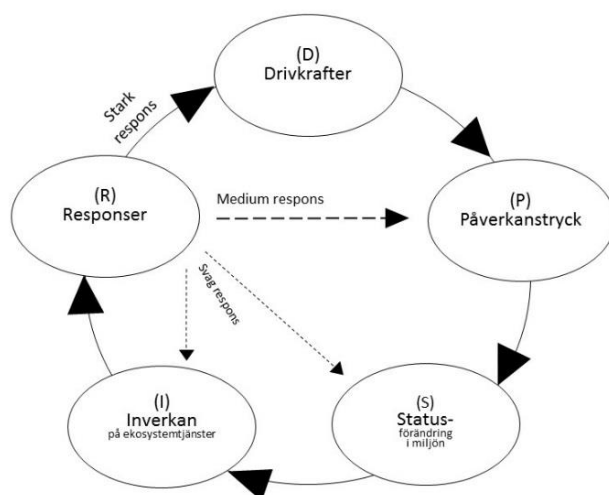 (D)
Drivkrafter
Stark
respons
(R)
Responser
Medium respons
(P)
Påverkanstryck
Svag respons
(I)
Inverkan
på ekosystemtjänster
(S)
Status-
förändring
i miljön